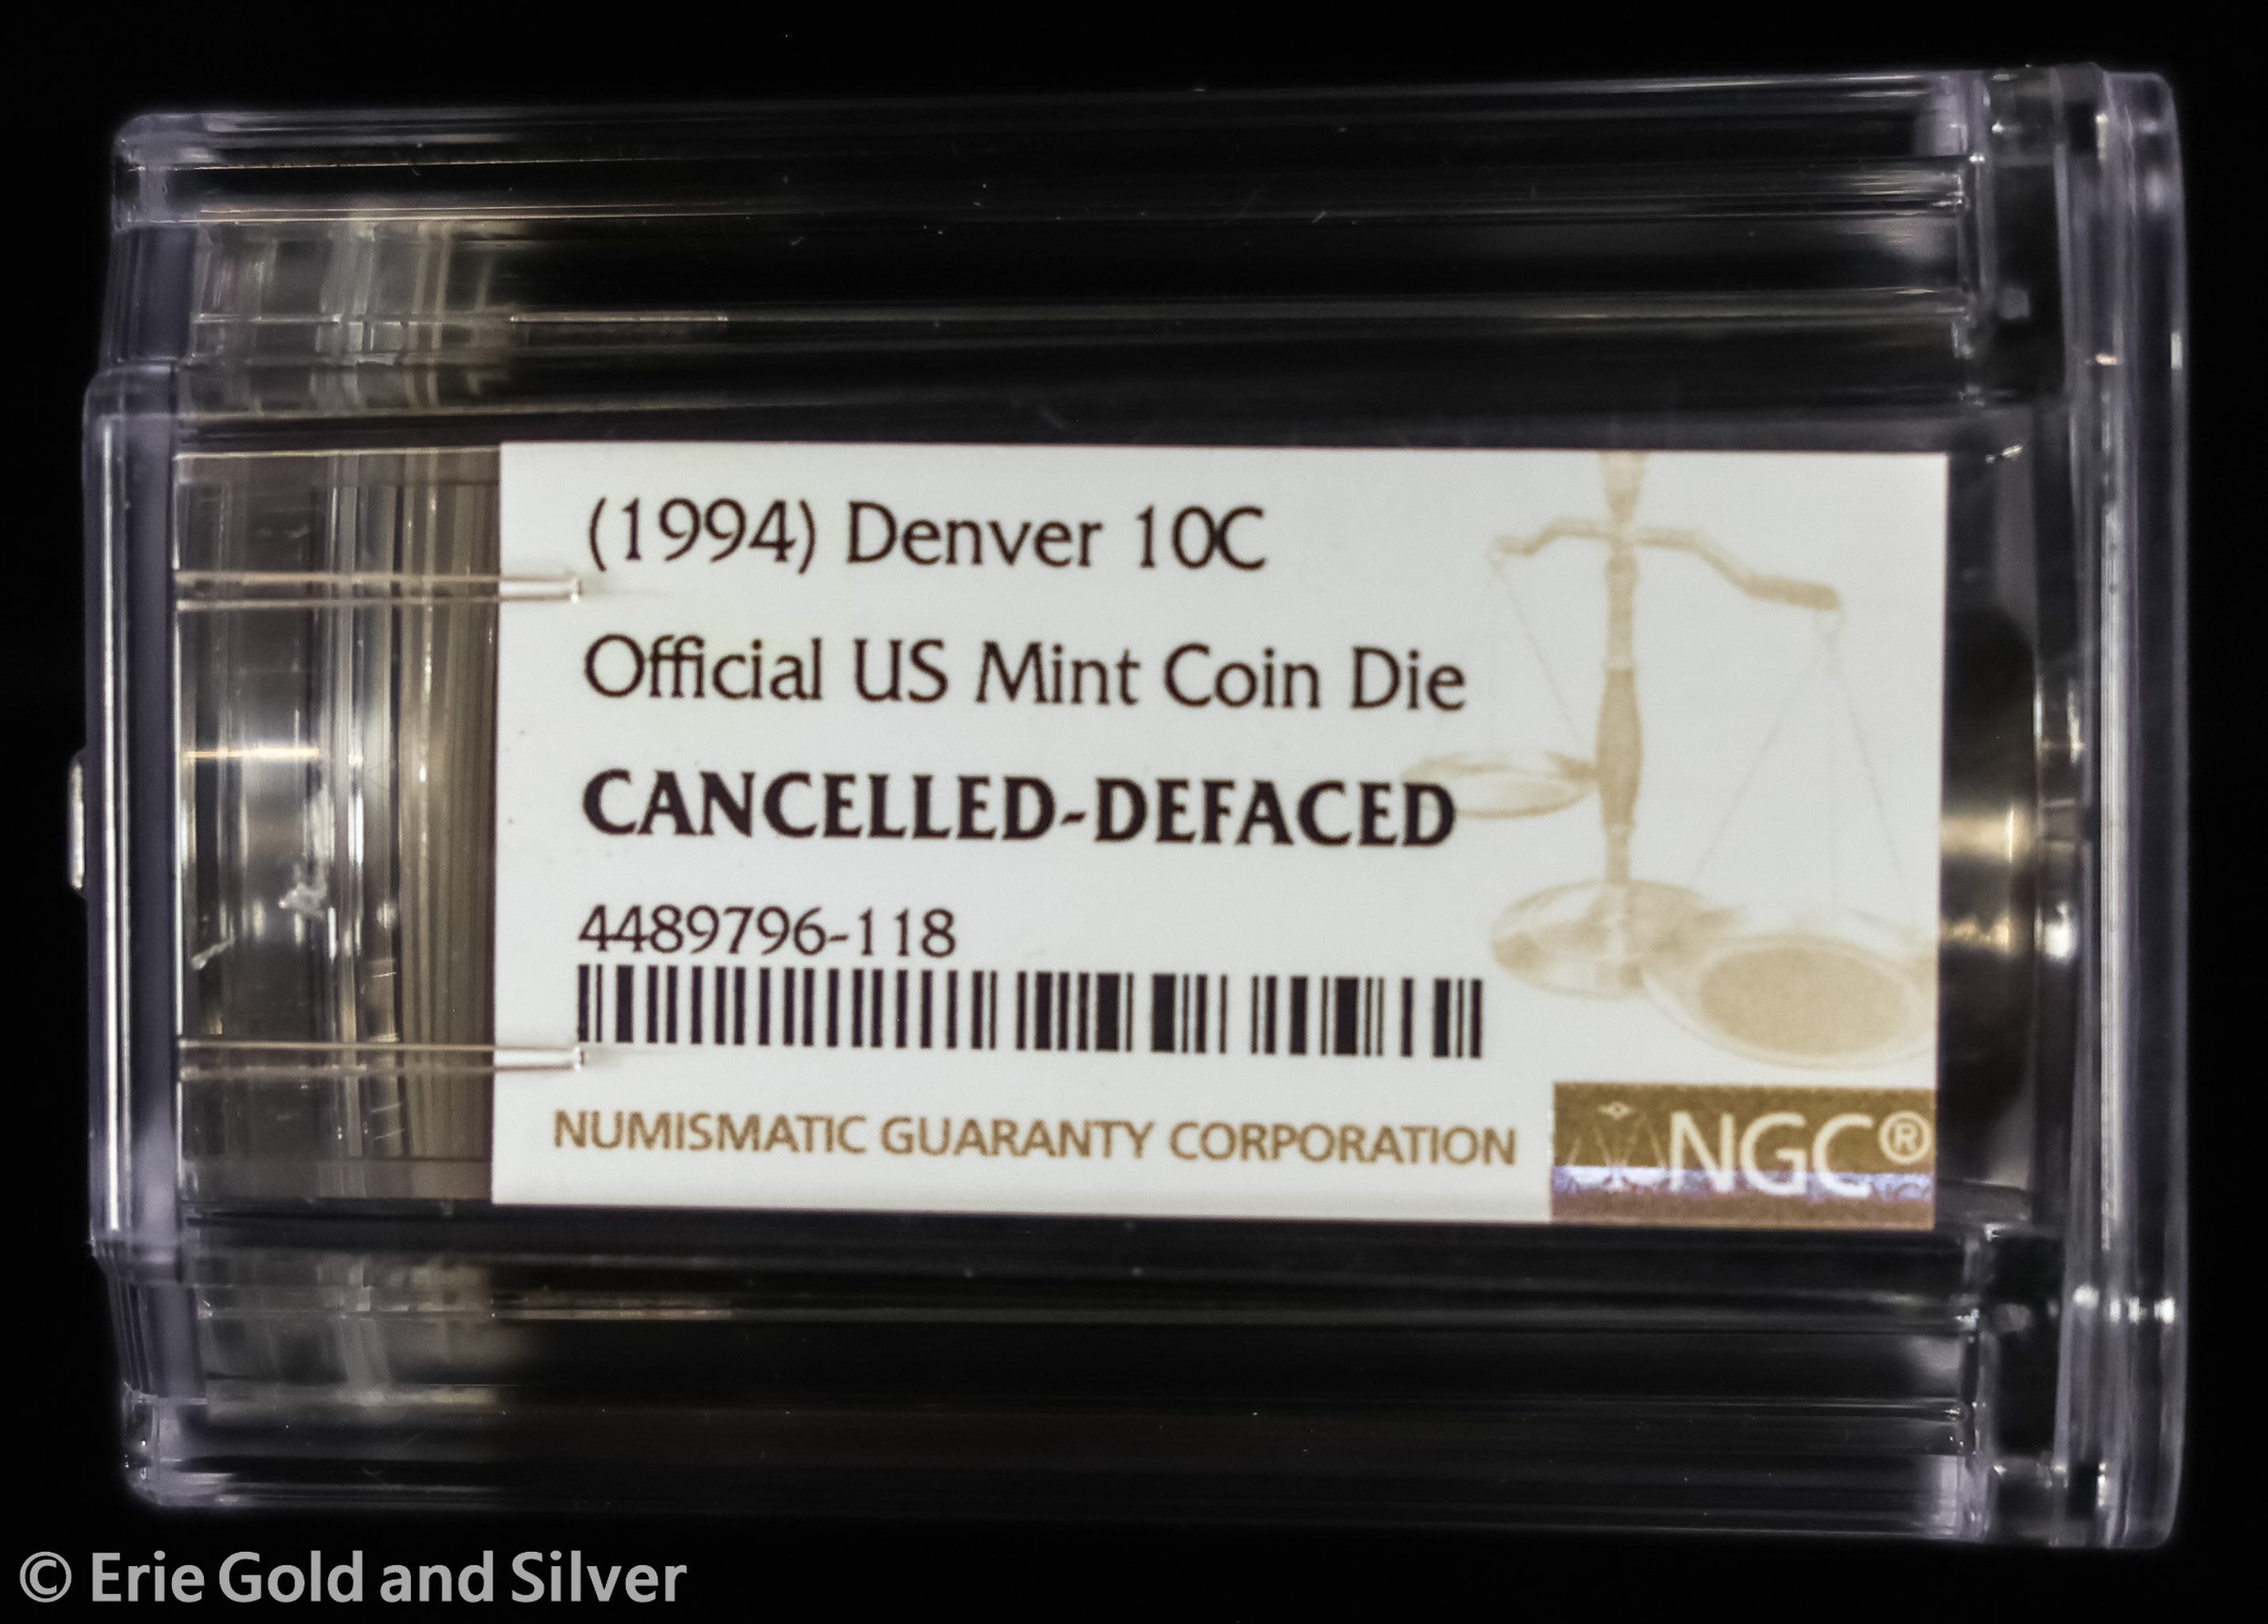 (1994) Denver 10C
Official US Mint Coin Die
CANCELLED-DEFACED
4489796-118
NUMISMATIC GUARANTY CORPORATION
NGC®
© Erie Gold and Silver